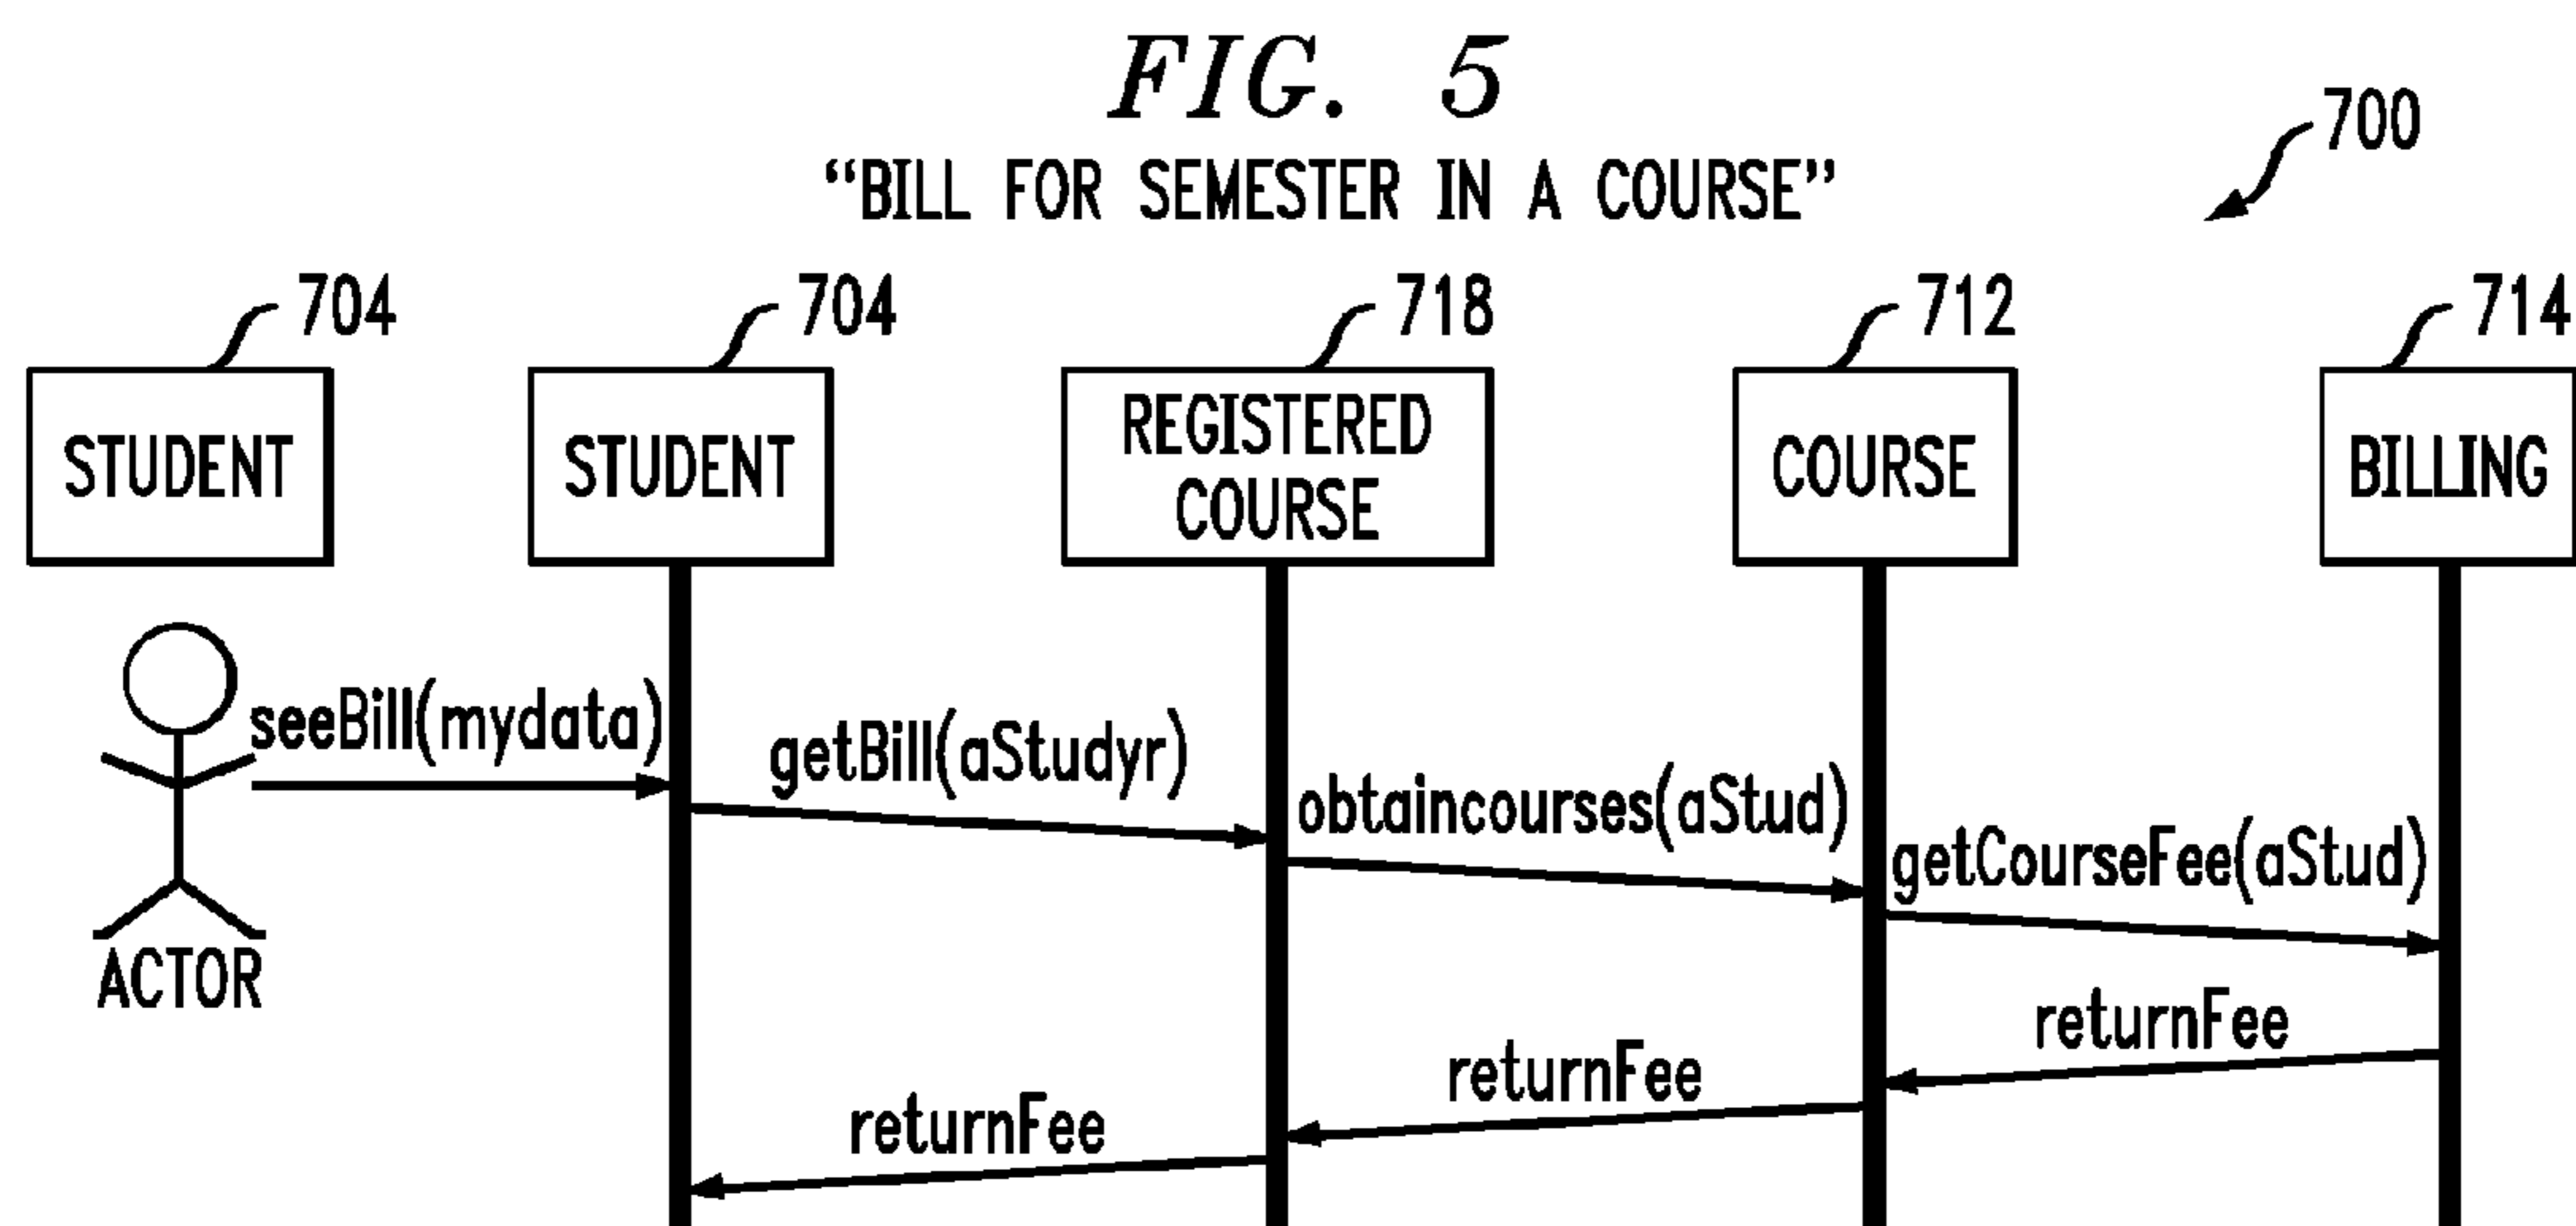 FIG. 5
“BILL FOR SEMESTER IN A COURSE”
700
704
704
718
712
714
STUDENT
STUDENT
REGISTERED
COURSE
COURSE
BILLING
seeBill(mydata)
getBill(aStudyr)
obtaincourses(aStud)
getCourseFee(aStud)
ACTOR
returnFee
returnFee
returnFee